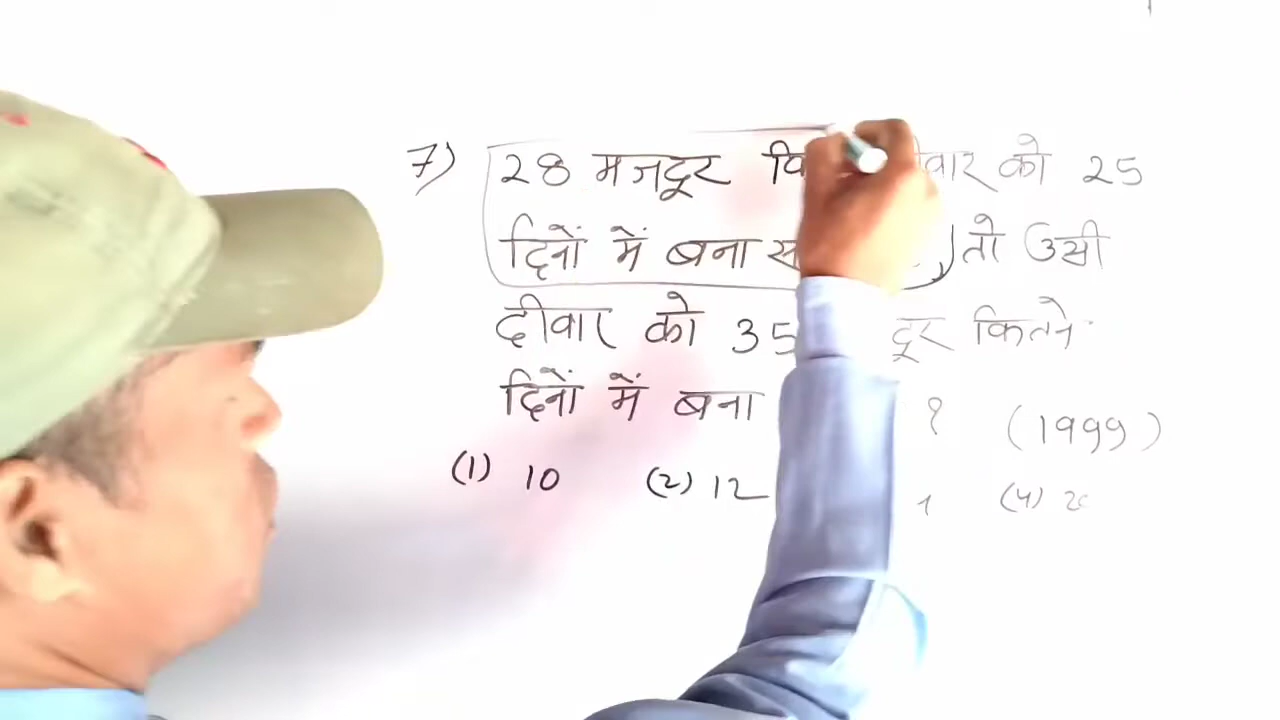 7) 28 मजदूर वार को 25
दिनों में बना तो उसी
दीवार को 35 कितने
दिनों में बना ? (1999)
(1) 10 (2) 12 (4)